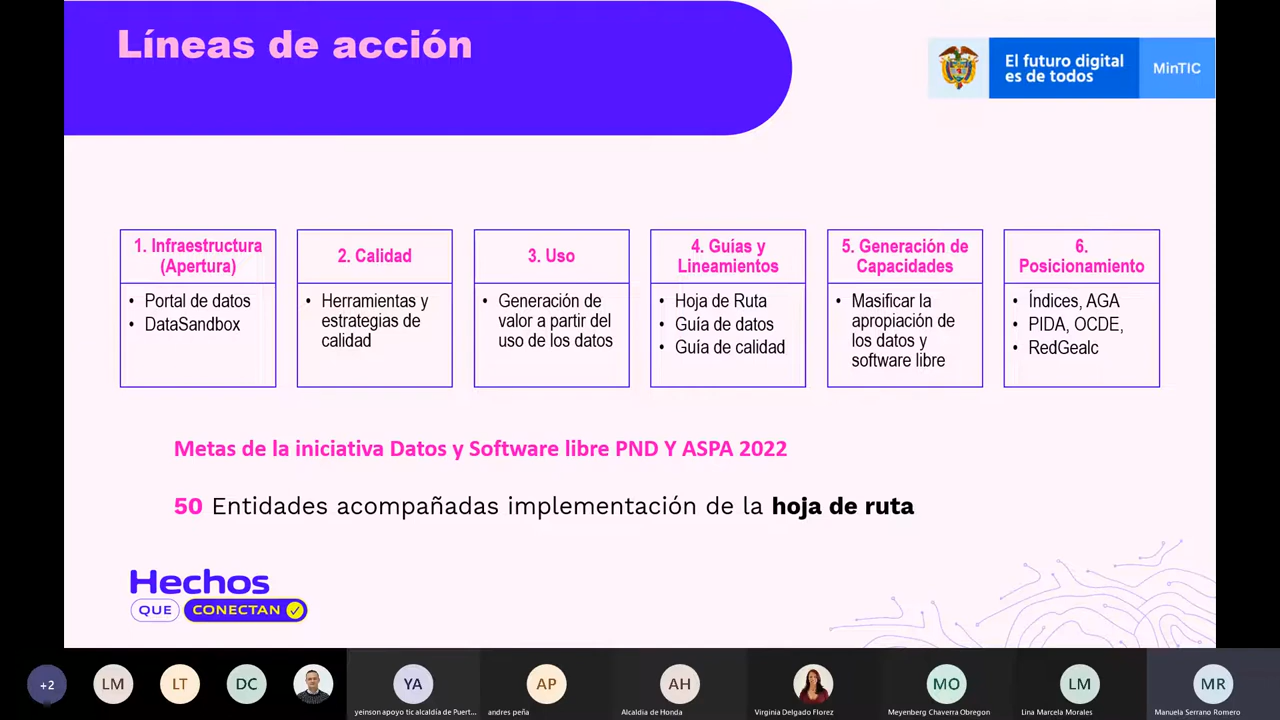 Líneas de acción
El futuro digital
es de todos
MinTIC
1. Infraestructura
(Apertura)
• Portal de datos
• DataSandbox
2. Calidad
• Herramientas y
estrategias de
calidad
3. Uso
• Generación de
valor a partir del
uso de los datos
4. Guías y
Lineamientos
• Hoja de Ruta
• Guía de datos
• Guía de calidad
5. Generación de
Capacidades
• Masificar la
apropiación de
los datos y
software libre
6.
Posicionamiento
• Índices, AGA
• PIDA, OCDE,
• RedGealc
Metas de la iniciativa Datos y Software libre PND Y ASPA 2022
50 Entidades acompañadas implementación de la hoja de ruta
Hechos
QUE CONECTAN
+2
LM
LT
DC
YA
yeinson apoyo tic alcaldía de Puert...
AP
andres peña
AH
Alcaldia de Honda
Virginia Delgado Florez
MO
Meyenberg Chaverra Obregon
LM
Lina Marcela Morales
MR
Manuela Serrano Romero